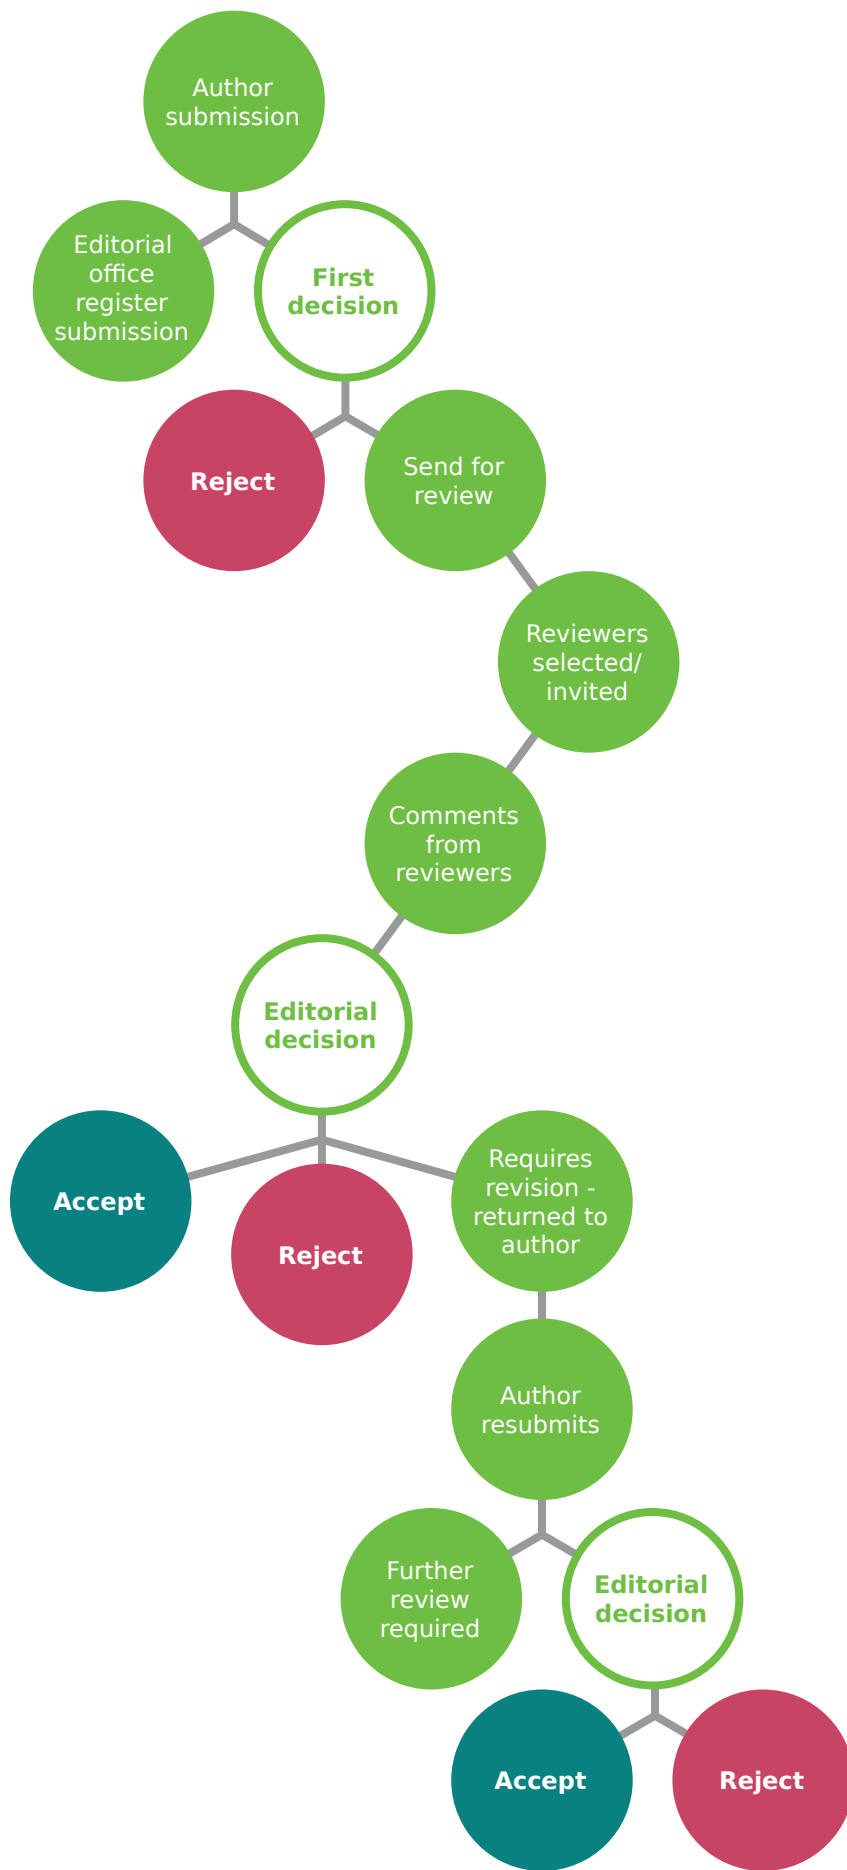 Author
submission
Editorial
office
register
submission
First
decision
Reject
Send for
review
Reviewers
selected/
invited
Comments
from
reviewers
Editorial
decision
Accept
Reject
Requires
revision -
returned to
author
Author
resubmits
Further
review
required
Editorial
decision
Accept
Reject